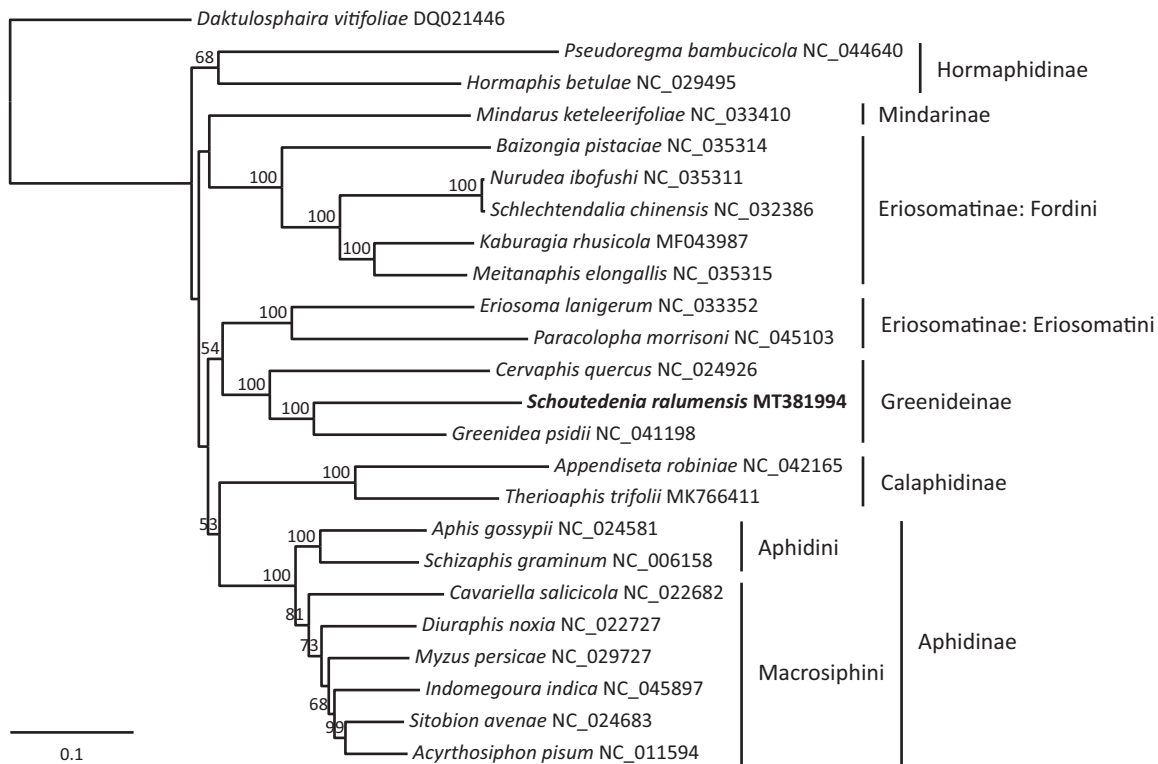 Daktulosphaira vitifoliae DQ021446
68
Pseudoregma bambucicola NC_044640
Hormaphis betulae NC_029495
Hormaphidinae
Mindarus keteleerifoliae NC_033410
Mindarinae
100
Baizongia pistaciae NC_035314
100
100
Nurudea ibofushi NC_035311
Schlechtendalia chinensis NC_032386
100
Kaburagia rhusicola MF043987
Meitanaphis elongallis NC_035315
Eriosomatinae: Fordini
54
100
Eriosoma lanigerum NC_033352
Paracolopha morrisoni NC_045103
Eriosomatinae: Eriosomatini
100
Cervaphis quercus NC_024926
100
Schoutedenia ralumensis MT381994
Greenidea psidii NC_041198
Greenideinae
53
100
Appendiseta robiniae NC_042165
Therioaphis trifolii MK766411
Calaphidinae
100
100
Aphis gossypii NC_024581
Schizaphis graminum NC_006158
Aphidini
81
Cavariella salicicola NC_022682
73
Diuraphis noxia NC_022727
Myzus persicae NC_029727
68
Indomegoura indica NC_045897
99
Sitobion avenae NC_024683
Acyrthosiphon pisum NC_011594
Macrosiphini
Aphidinae
0.1